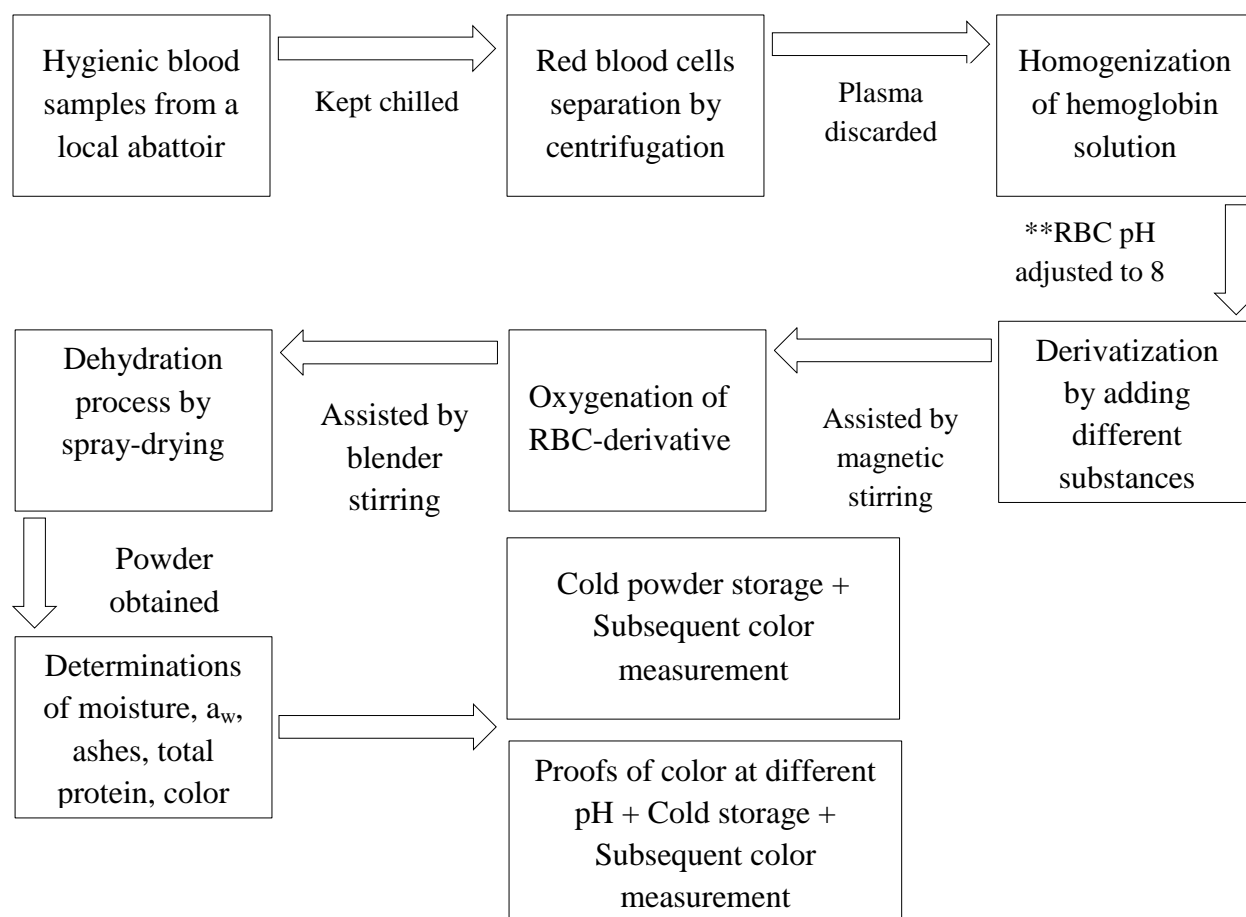 Hygienic blood
samples from a
local abattoir
Kept chilled
Red blood cells
separation by
centrifugation
Plasma
discarded
Homogenization
of hemoglobin
solution
**RBC pH
adjusted to 8
Derivatization
by adding
different
substances
Assisted by
magnetic
stirring
Oxygenation of
RBC-derivative
Assisted by
blender
stirring
Dehydration
process by
spray-drying
Powder
obtained
Determinations
of moisture, aw,
ashes, total
protein, color
Cold powder storage +
Subsequent color
measurement
Proofs of color at different
pH + Cold storage +
Subsequent color
measurement